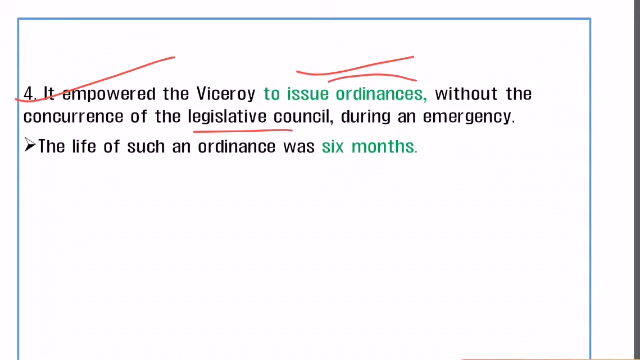 4. It empowered the Viceroy to issue ordinances, without the
concurrence of the legislative council, during an emergency.
➢The life of such an ordinance was six months.